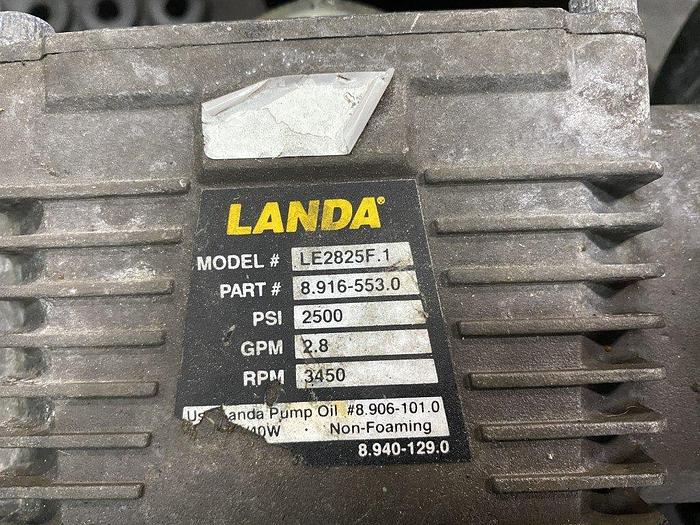 LANDA®
MODEL # LE2825F.1
PART # 8.916-553.0
PSI 2500
GPM 2.8
RPM 3450
Landa Pump Oil #8.906-101.0
/40W · Non-Foaming
8.940-129.0